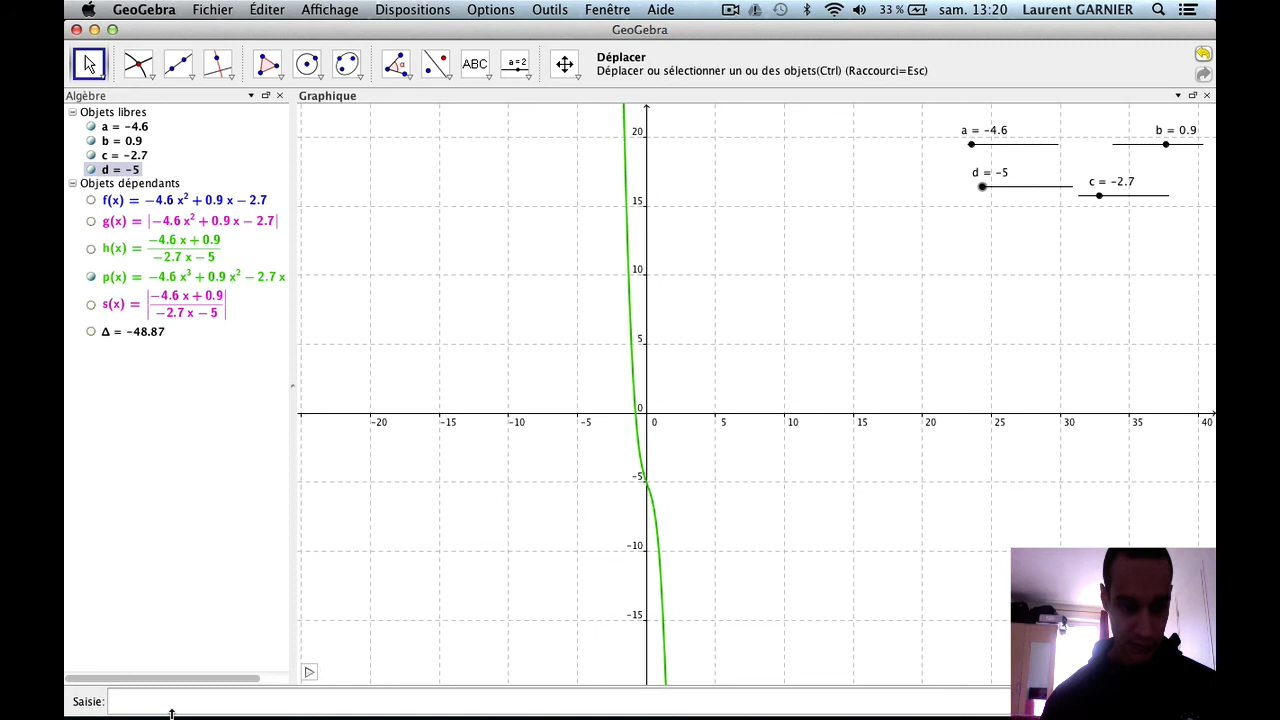 GeoGebra Fichier Éditer Affichage Dispositions Options Outils Fenêtre Aide 33 % sam. 13:20 Laurent GARNIER
GeoGebra
ABC
a=2
α
Déplacer
Déplacer ou sélectionner un ou des objets(Ctrl) (Raccourci=Esc)
Algèbre
Graphique
Objets libres
a = −4.6
b = 0.9
c = −2.7
d = −5
Objets dépendants
f(x) = −4.6 x² + 0.9 x − 2.7
g(x) = |−4.6 x² + 0.9 x − 2.7|
h(x) = (−4.6 x + 0.9) / (−2.7 x − 5)
p(x) = −4.6 x³ + 0.9 x² − 2.7 x
s(x) = |(−4.6 x + 0.9) / (−2.7 x − 5)|
Δ = −48.87
a = −4.6
b = 0.9
d = −5
c = −2.7
20
15
10
5
0
−20 −15 −10 −5 0 5 10 15 20 25 30 35 40
−5
−10
−15
Saisie: